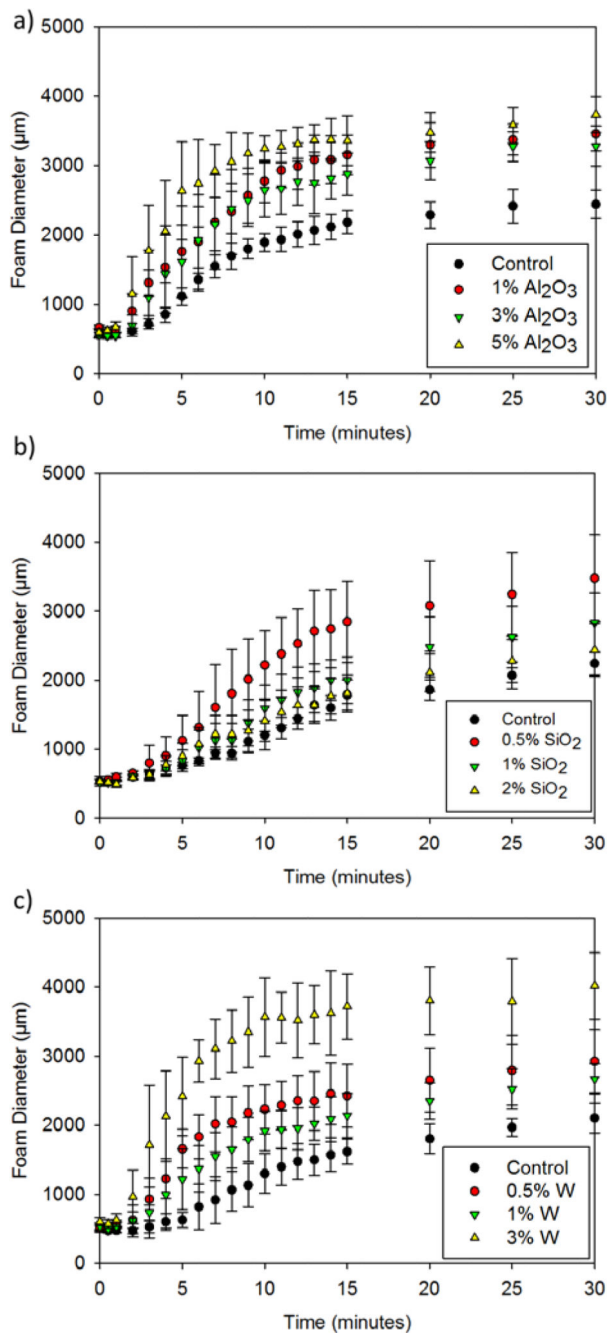 a)
5000
4000
3000
2000
1000
0
Foam Diameter (µm)
Control
1% Al2O3
3% Al2O3
5% Al2O3
0 5 10 15 20 25 30
Time (minutes)
b)
5000
4000
3000
2000
1000
0
Foam Diameter (µm)
Control
0.5% SiO2
1% SiO2
2% SiO2
0 5 10 15 20 25 30
Time (minutes)
c)
5000
4000
3000
2000
1000
0
Foam Diameter (µm)
Control
0.5% W
1% W
3% W
0 5 10 15 20 25 30
Time (minutes)